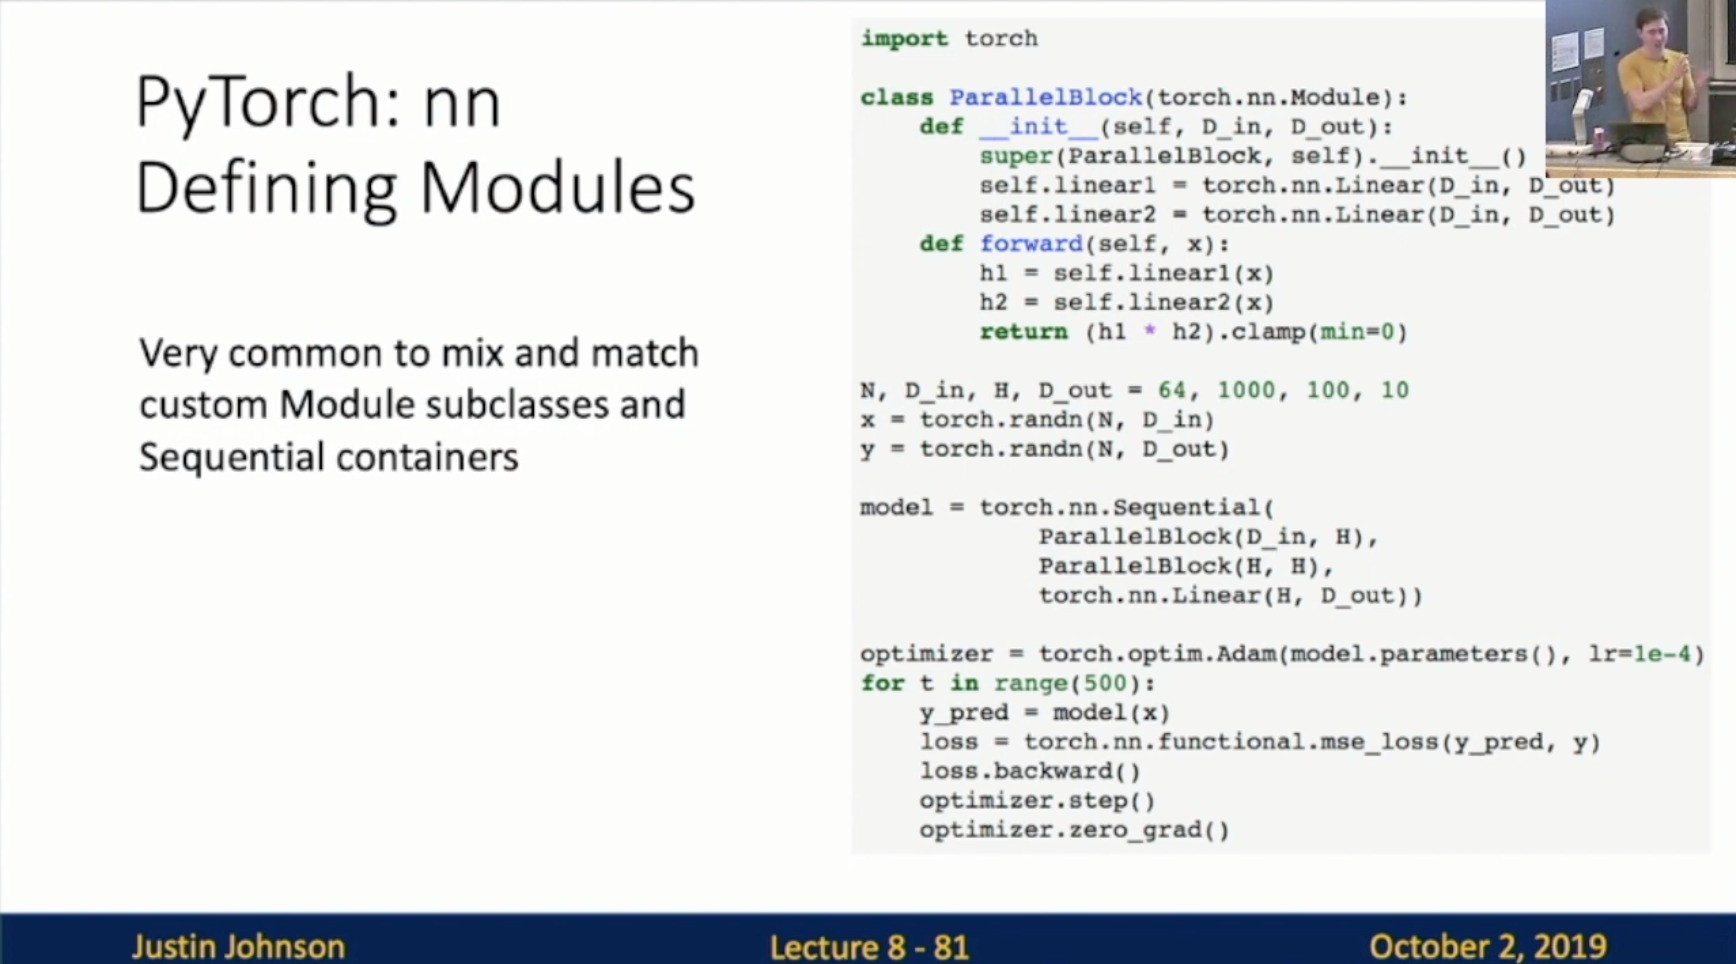 PyTorch: nn
Defining Modules
Very common to mix and match
custom Module subclasses and
Sequential containers
import torch
class ParallelBlock(torch.nn.Module):
    def __init__(self, D_in, D_out):
        super(ParallelBlock, self).__init__()
        self.linear1 = torch.nn.Linear(D_in, D_out)
        self.linear2 = torch.nn.Linear(D_in, D_out)
    def forward(self, x):
        h1 = self.linear1(x)
        h2 = self.linear2(x)
        return (h1 * h2).clamp(min=0)
N, D_in, H, D_out = 64, 1000, 100, 10
x = torch.randn(N, D_in)
y = torch.randn(N, D_out)
model = torch.nn.Sequential(
            ParallelBlock(D_in, H),
            ParallelBlock(H, H),
            torch.nn.Linear(H, D_out))
optimizer = torch.optim.Adam(model.parameters(), lr=1e-4)
for t in range(500):
    y_pred = model(x)
    loss = torch.nn.functional.mse_loss(y_pred, y)
    loss.backward()
    optimizer.step()
    optimizer.zero_grad()
Justin Johnson
Lecture 8 - 81
October 2, 2019